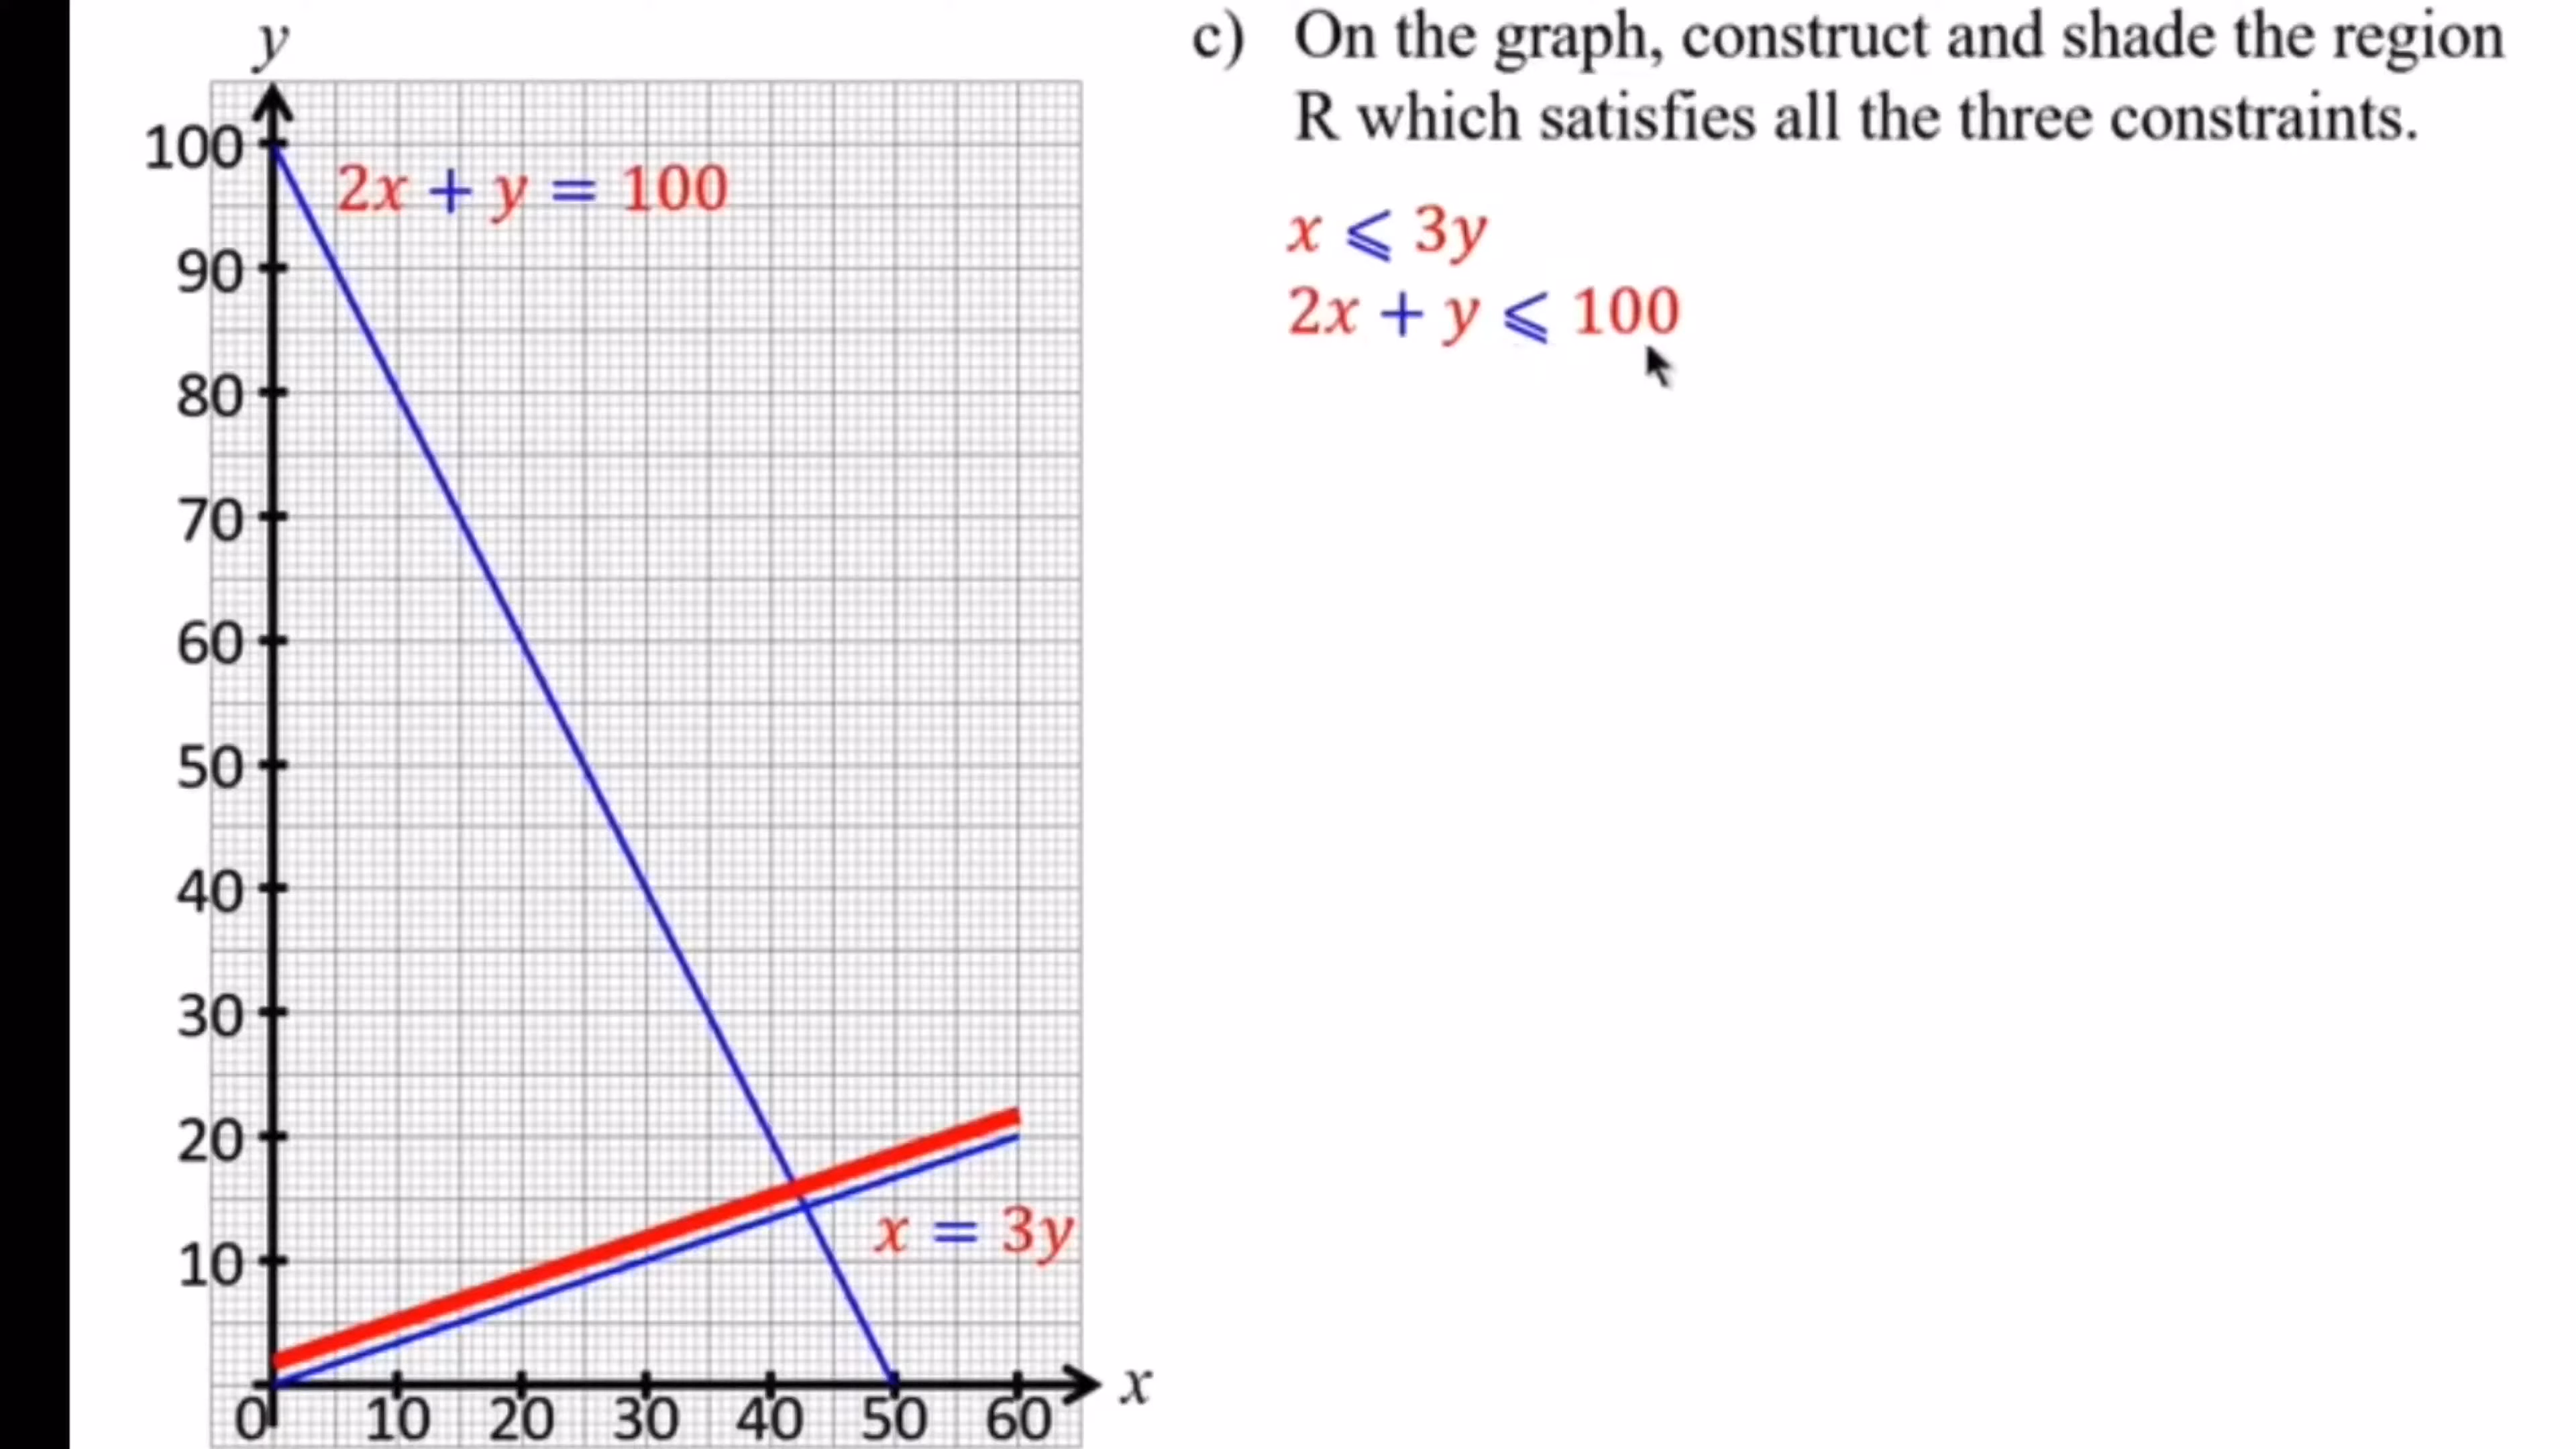 y
c) On the graph, construct and shade the region
R which satisfies all the three constraints.
x ⩽ 3y
2x + y ⩽ 100
100
2x + y = 100
90
80
70
60
50
40
30
20
x = 3y
10
x
0 10 20 30 40 50 60